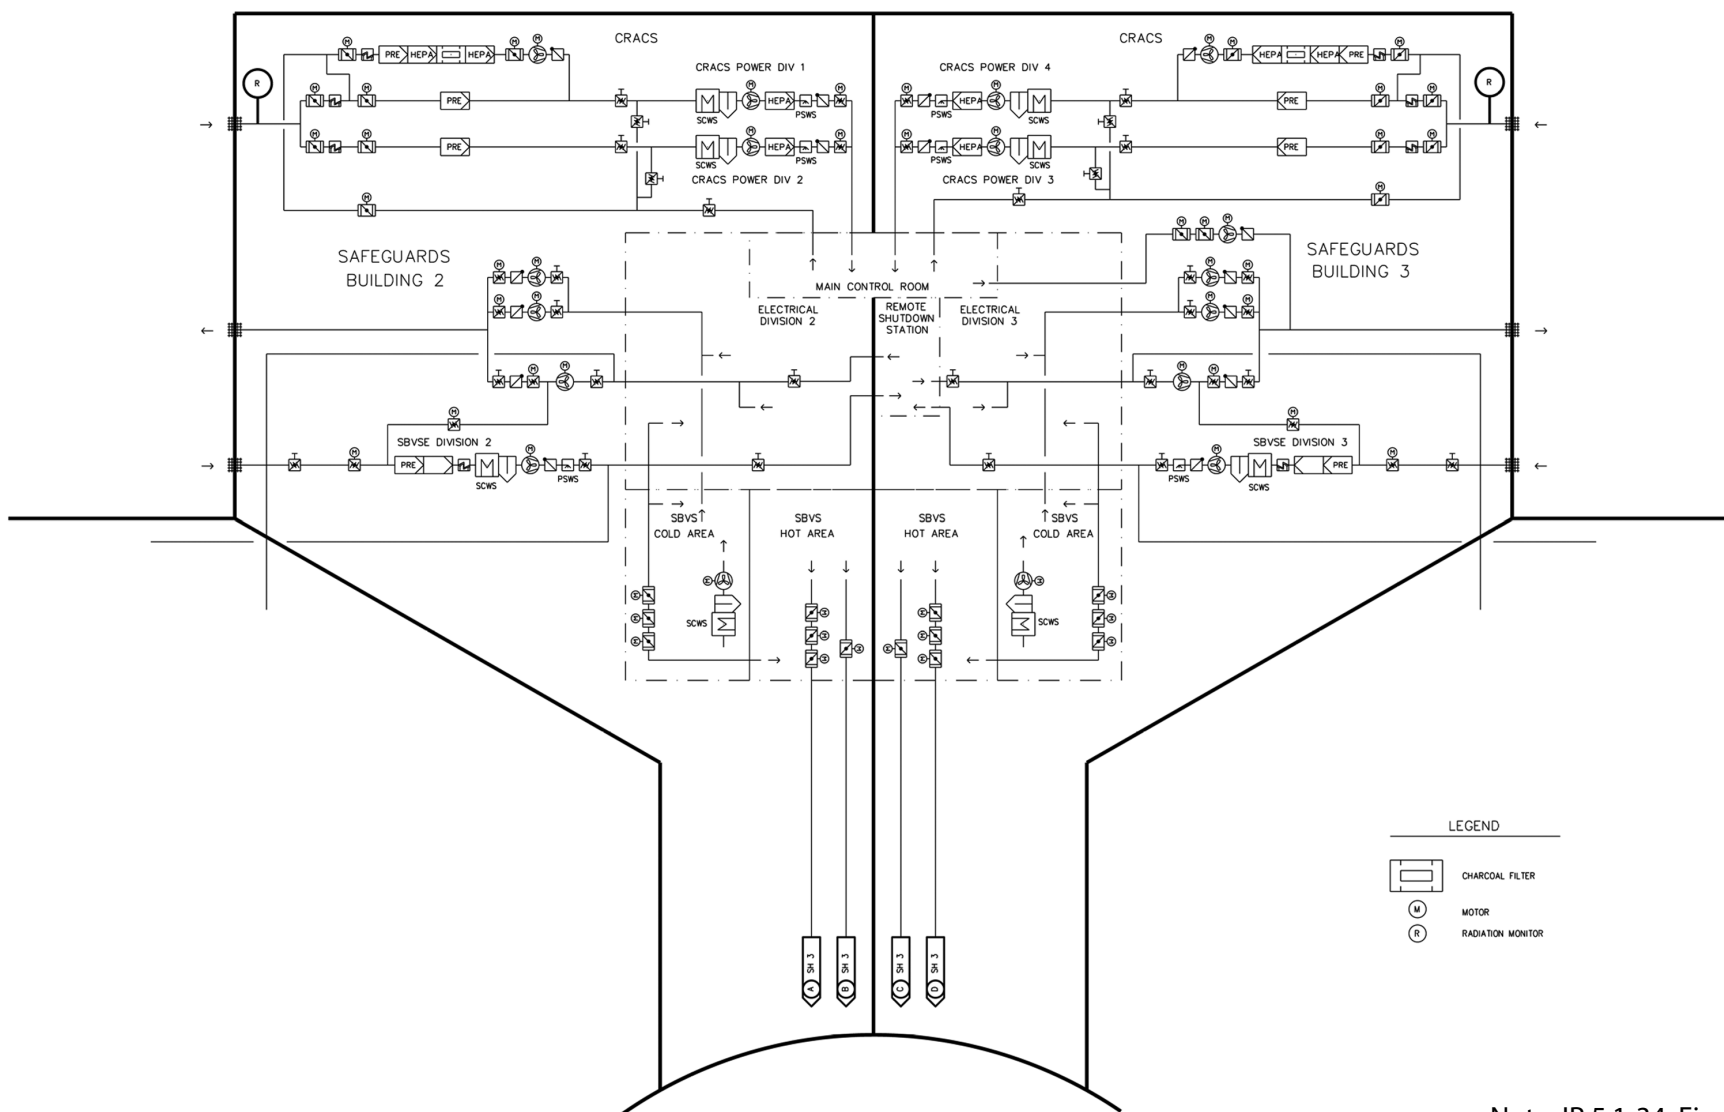 CRACS
CRACS
M
M
M
M
M
M
PRE
HEPA
HEPA
HEPA
HEPA
PRE
CRACS POWER DIV 1
CRACS POWER DIV 4
R
R
M
M
PRE
M
SCWS
M
HEPA
PSWS
M
M
PSWS
HEPA
M
M
SCWS
PRE
M
M
M
M
PRE
M
SCWS
M
HEPA
PSWS
M
M
PSWS
HEPA
M
M
SCWS
PRE
M
M
CRACS POWER DIV 2
CRACS POWER DIV 3
M
M
M
M
M
SAFEGUARDS
BUILDING 2
SAFEGUARDS
BUILDING 3
M
M
M
M
MAIN CONTROL ROOM
M
M
M
M
ELECTRICAL
DIVISION 2
REMOTE
SHUTDOWN
STATION
ELECTRICAL
DIVISION 3
M
M
M
M
M
M
SBVSE DIVISION 2
SBVSE DIVISION 3
M
PRE
M
SCWS
M
PSWS
PSWS
M
M
SCWS
PRE
M
SBVS
COLD AREA
SBVS
HOT AREA
SBVS
HOT AREA
SBVS
COLD AREA
M
M
M
M
M
M
M
M
M
SCWS
M
M
SCWS
M
M
M
M
M
M
M
M
LEGEND
CHARCOAL FILTER
M
MOTOR
R
RADIATION MONITOR
A SH 3
B SH 3
C SH 3
D SH 3